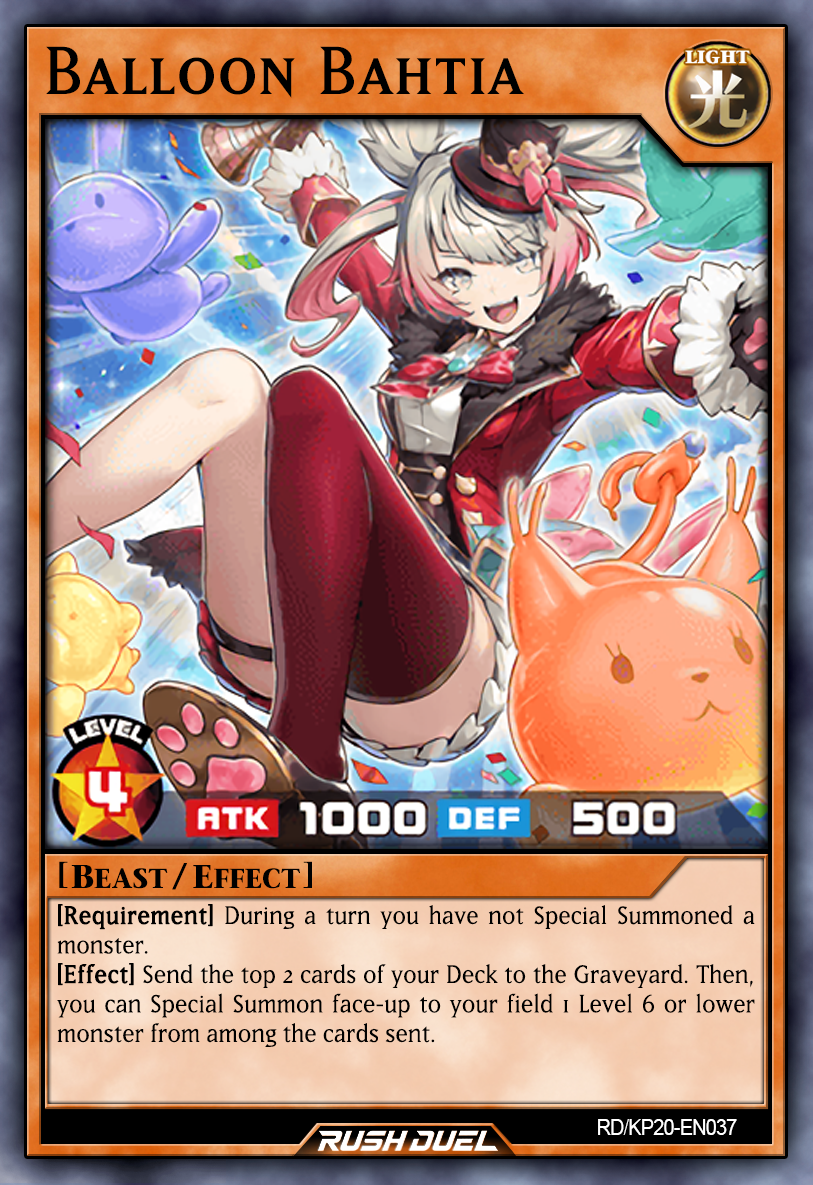 BALLOON BAHTIA
LIGHT
光
LEVEL
4
ATK 1000 DEF 500
[BEAST / EFFECT]
[Requirement] During a turn you have not Special Summoned a
monster.
[Effect] Send the top 2 cards of your Deck to the Graveyard. Then,
you can Special Summon face-up to your field 1 Level 6 or lower
monster from among the cards sent.
RD/KP20-EN037
RUSH DUEL